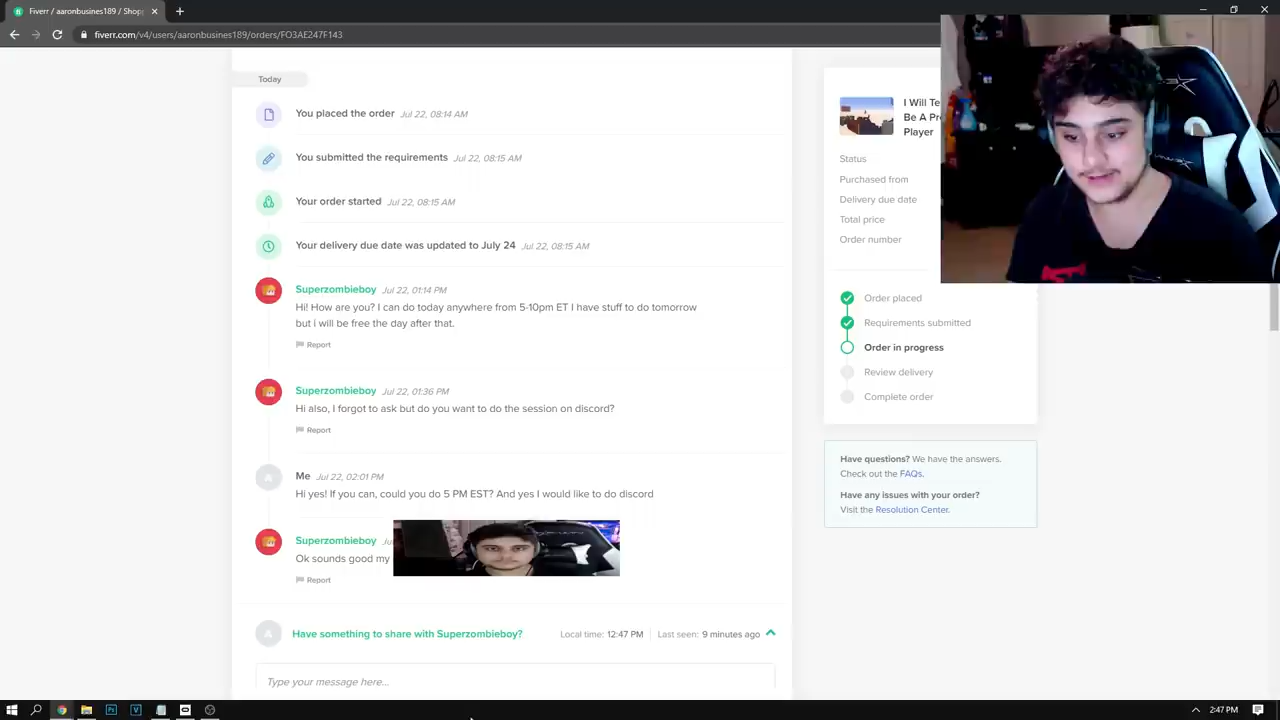 Fiverr / aaronbusines189 / Shop
fiverr.com/v4/users/aaronbusines189/orders/FO3AE247F143
Today
You placed the order Jul 22, 08:14 AM
You submitted the requirements Jul 22, 08:15 AM
Your order started Jul 22, 08:15 AM
Your delivery due date was updated to July 24 Jul 22, 08:15 AM
Superzombieboy Jul 22, 01:14 PM
Hi! How are you? I can do today anywhere from 5-10pm ET I have stuff to do tomorrow
but i will be free the day after that.
Report
Superzombieboy Jul 22, 01:36 PM
Hi also, I forgot to ask but do you want to do the session on discord?
Report
Me Jul 22, 02:01 PM
Hi yes! If you can, could you do 5 PM EST? And yes I would like to do discord
Superzombieboy
Ok sounds good my
Report
Have something to share with Superzombieboy? Local time: 12:47 PM Last seen: 9 minutes ago
Type your message here...
I Will Te
Be A Pr
Player
Status
Purchased from
Delivery due date
Total price
Order number
Order placed
Requirements submitted
Order in progress
Review delivery
Complete order
Have questions? We have the answers.
Check out the FAQs.
Have any issues with your order?
Visit the Resolution Center.
2:47 PM